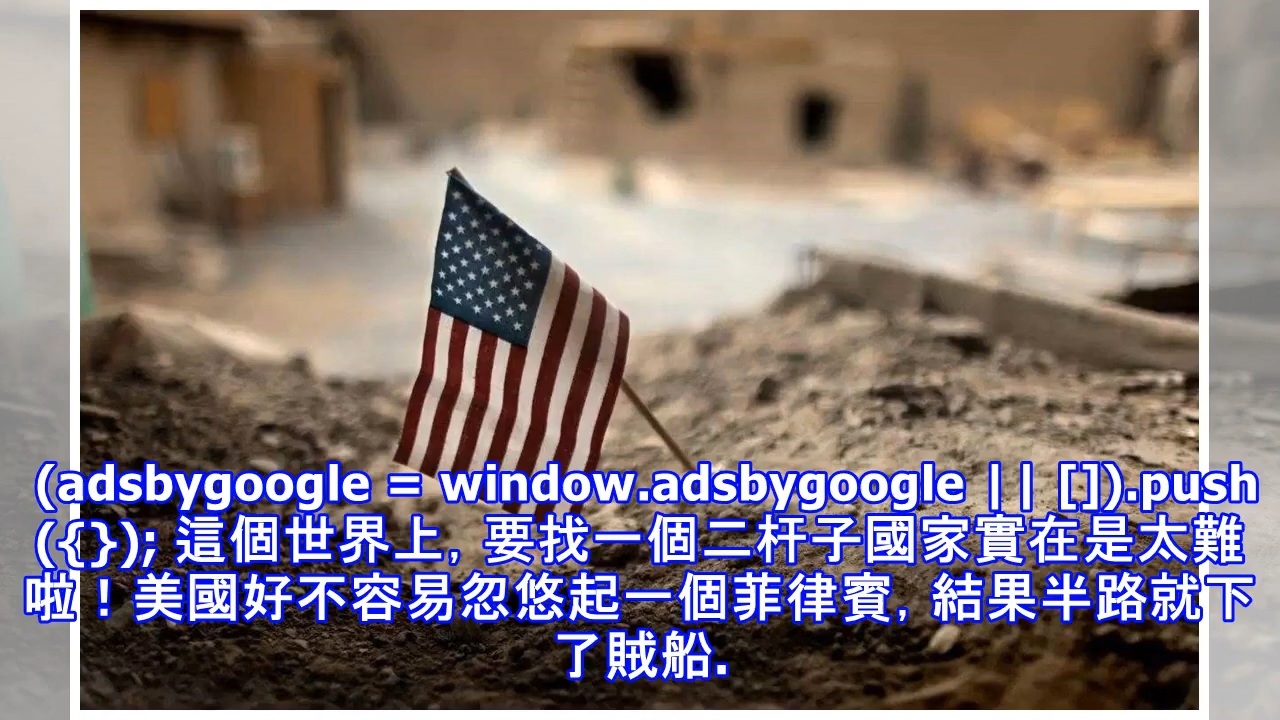 (adsbygoogle = window.adsbygoogle || []).push
({}); 這個世界上, 要找一個二杆子國家實在是太難
啦！美國好不容易忽悠起一個菲律賓, 結果半路就下
了賊船.